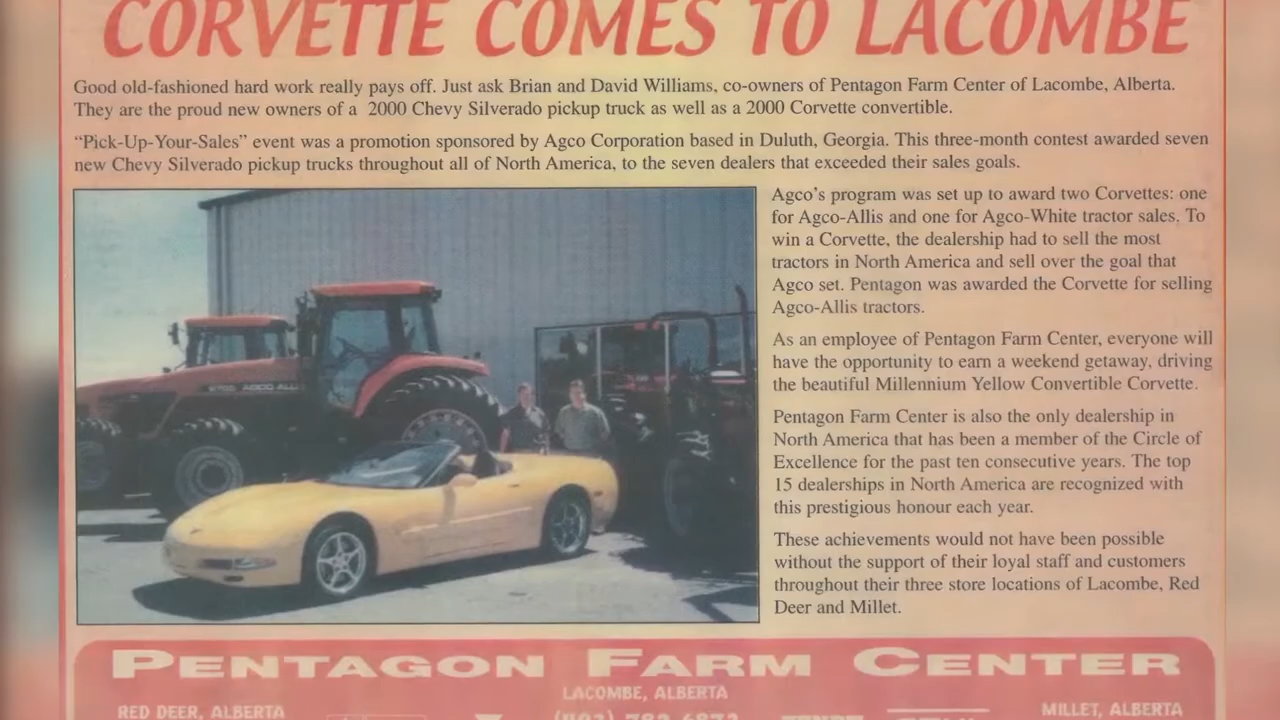 CORVETTE COMES TO LACOMBE
Good old-fashioned hard work really pays off. Just ask Brian and David Williams, co-owners of Pentagon Farm Center of Lacombe, Alberta.
They are the proud new owners of a 2000 Chevy Silverado pickup truck as well as a 2000 Corvette convertible.
“Pick-Up-Your-Sales” event was a promotion sponsored by Agco Corporation based in Duluth, Georgia. This three-month contest awarded seven
new Chevy Silverado pickup trucks throughout all of North America, to the seven dealers that exceeded their sales goals.
Agco’s program was set up to award two Corvettes: one
for Agco-Allis and one for Agco-White tractor sales. To
win a Corvette, the dealership had to sell the most
tractors in North America and sell over the goal that
Agco set. Pentagon was awarded the Corvette for selling
Agco-Allis tractors.
As an employee of Pentagon Farm Center, everyone will
have the opportunity to earn a weekend getaway, driving
the beautiful Millennium Yellow Convertible Corvette.
Pentagon Farm Center is also the only dealership in
North America that has been a member of the Circle of
Excellence for the past ten consecutive years. The top
15 dealerships in North America are recognized with
this prestigious honour each year.
These achievements would not have been possible
without the support of their loyal staff and customers
throughout their three store locations of Lacombe, Red
Deer and Millet.
AGCO ALLIS
PENTAGON FARM CENTER
LACOMBE, ALBERTA
RED DEER, ALBERTA
MILLET, ALBERTA